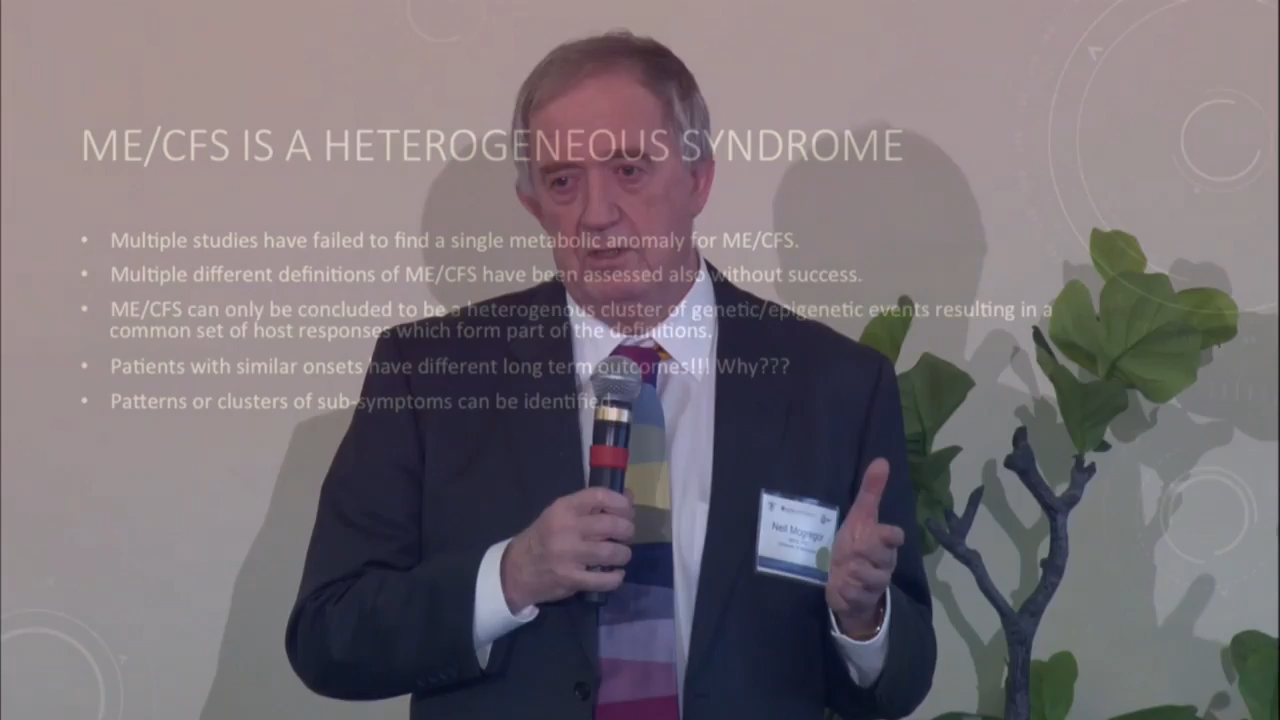 ME/CFS IS A HETEROGENEOUS SYNDROME
• Multiple studies have failed to find a single metabolic anomaly for ME/CFS.
• Multiple different definitions of ME/CFS have been assessed also without success.
• ME/CFS can only be concluded to be a heterogenous cluster of genetic/epigenetic events resulting in a
common set of host responses which form part of the definitions.
• Patients with similar onsets have different long term outcomes!!! Why???
• Patterns or clusters of sub-symptoms can be identified.
Neil Mcgregor